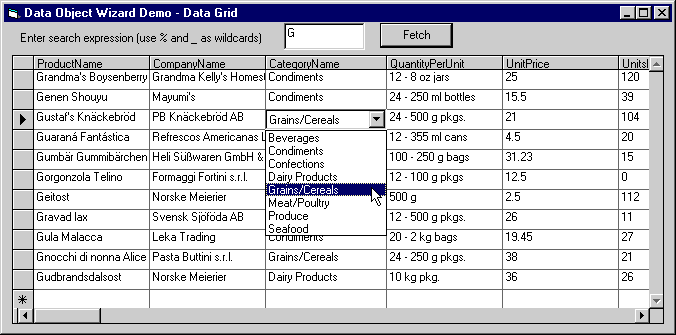 Data Object Wizard Demo - Data Grid
Enter search expression (use % and _ as wildcards) G Fetch
ProductName CompanyName CategoryName QuantityPerUnit UnitPrice UnitsI
Grandma's Boysenberry Grandma Kelly's Homest Condiments 12 - 8 oz jars 25 120
Genen Shouyu Mayumi's Condiments 24 - 250 ml bottles 15.5 39
Gustaf's Knäckebröd PB Knäckebröd AB Grains/Cereals 24 - 500 g pkgs. 21 104
Guaraná Fantástica Refrescos Americanas L Beverages 12 - 355 ml cans 4.5 20
Condiments
Gumbär Gummibärchen Heli Süßwaren GmbH & Confections 100 - 250 g bags 31.23 15
Gorgonzola Telino Formaggi Fortini s.r.l. Dairy Products 12 - 100 g pkgs 12.5 0
Geitost Norske Meierier Grains/Cereals 500 g 2.5 112
Meat/Poultry
Gravad lax Svensk Sjöföda AB Produce 12 - 500 g pkgs. 26 11
Seafood
Gula Malacca Leka Trading Condiments 20 - 2 kg bags 19.45 27
Gnocchi di nonna Alice Pasta Buttini s.r.l. Grains/Cereals 24 - 250 g pkgs. 38 21
Gudbrandsdalsost Norske Meierier Dairy Products 10 kg pkg. 36 26